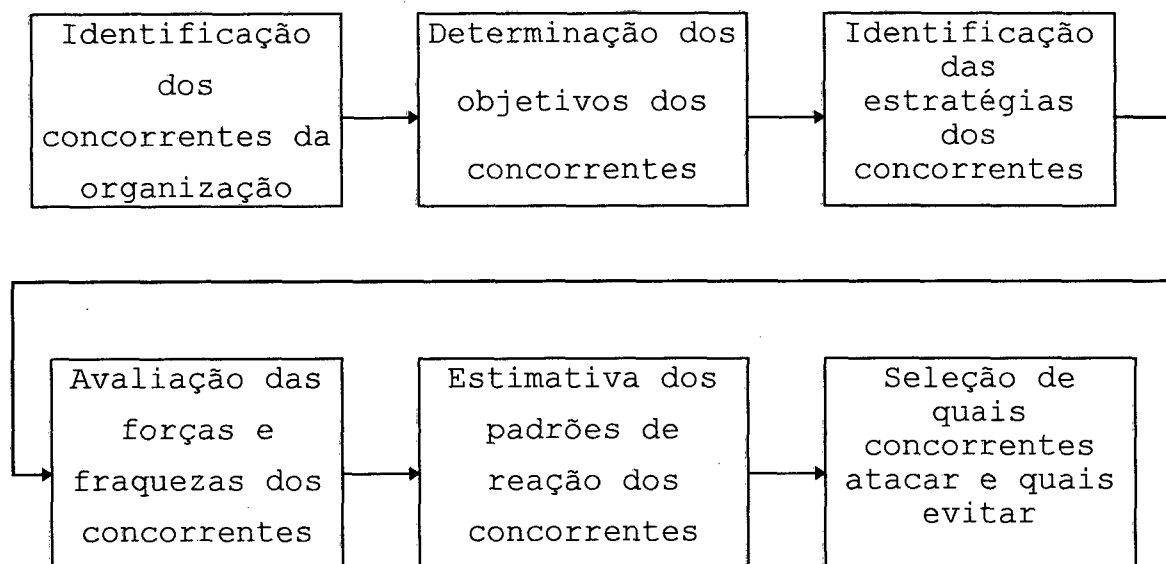 Identificação
dos
concorrentes da
organização
Determinação dos
objetivos dos
concorrentes
Identificação
das
estratégias
dos
concorrentes
Avaliação das
forças e
fraquezas dos
concorrentes
Estimativa dos
padrões de
reação dos
concorrentes
Seleção de
quais
concorrentes
atacar e quais
evitar